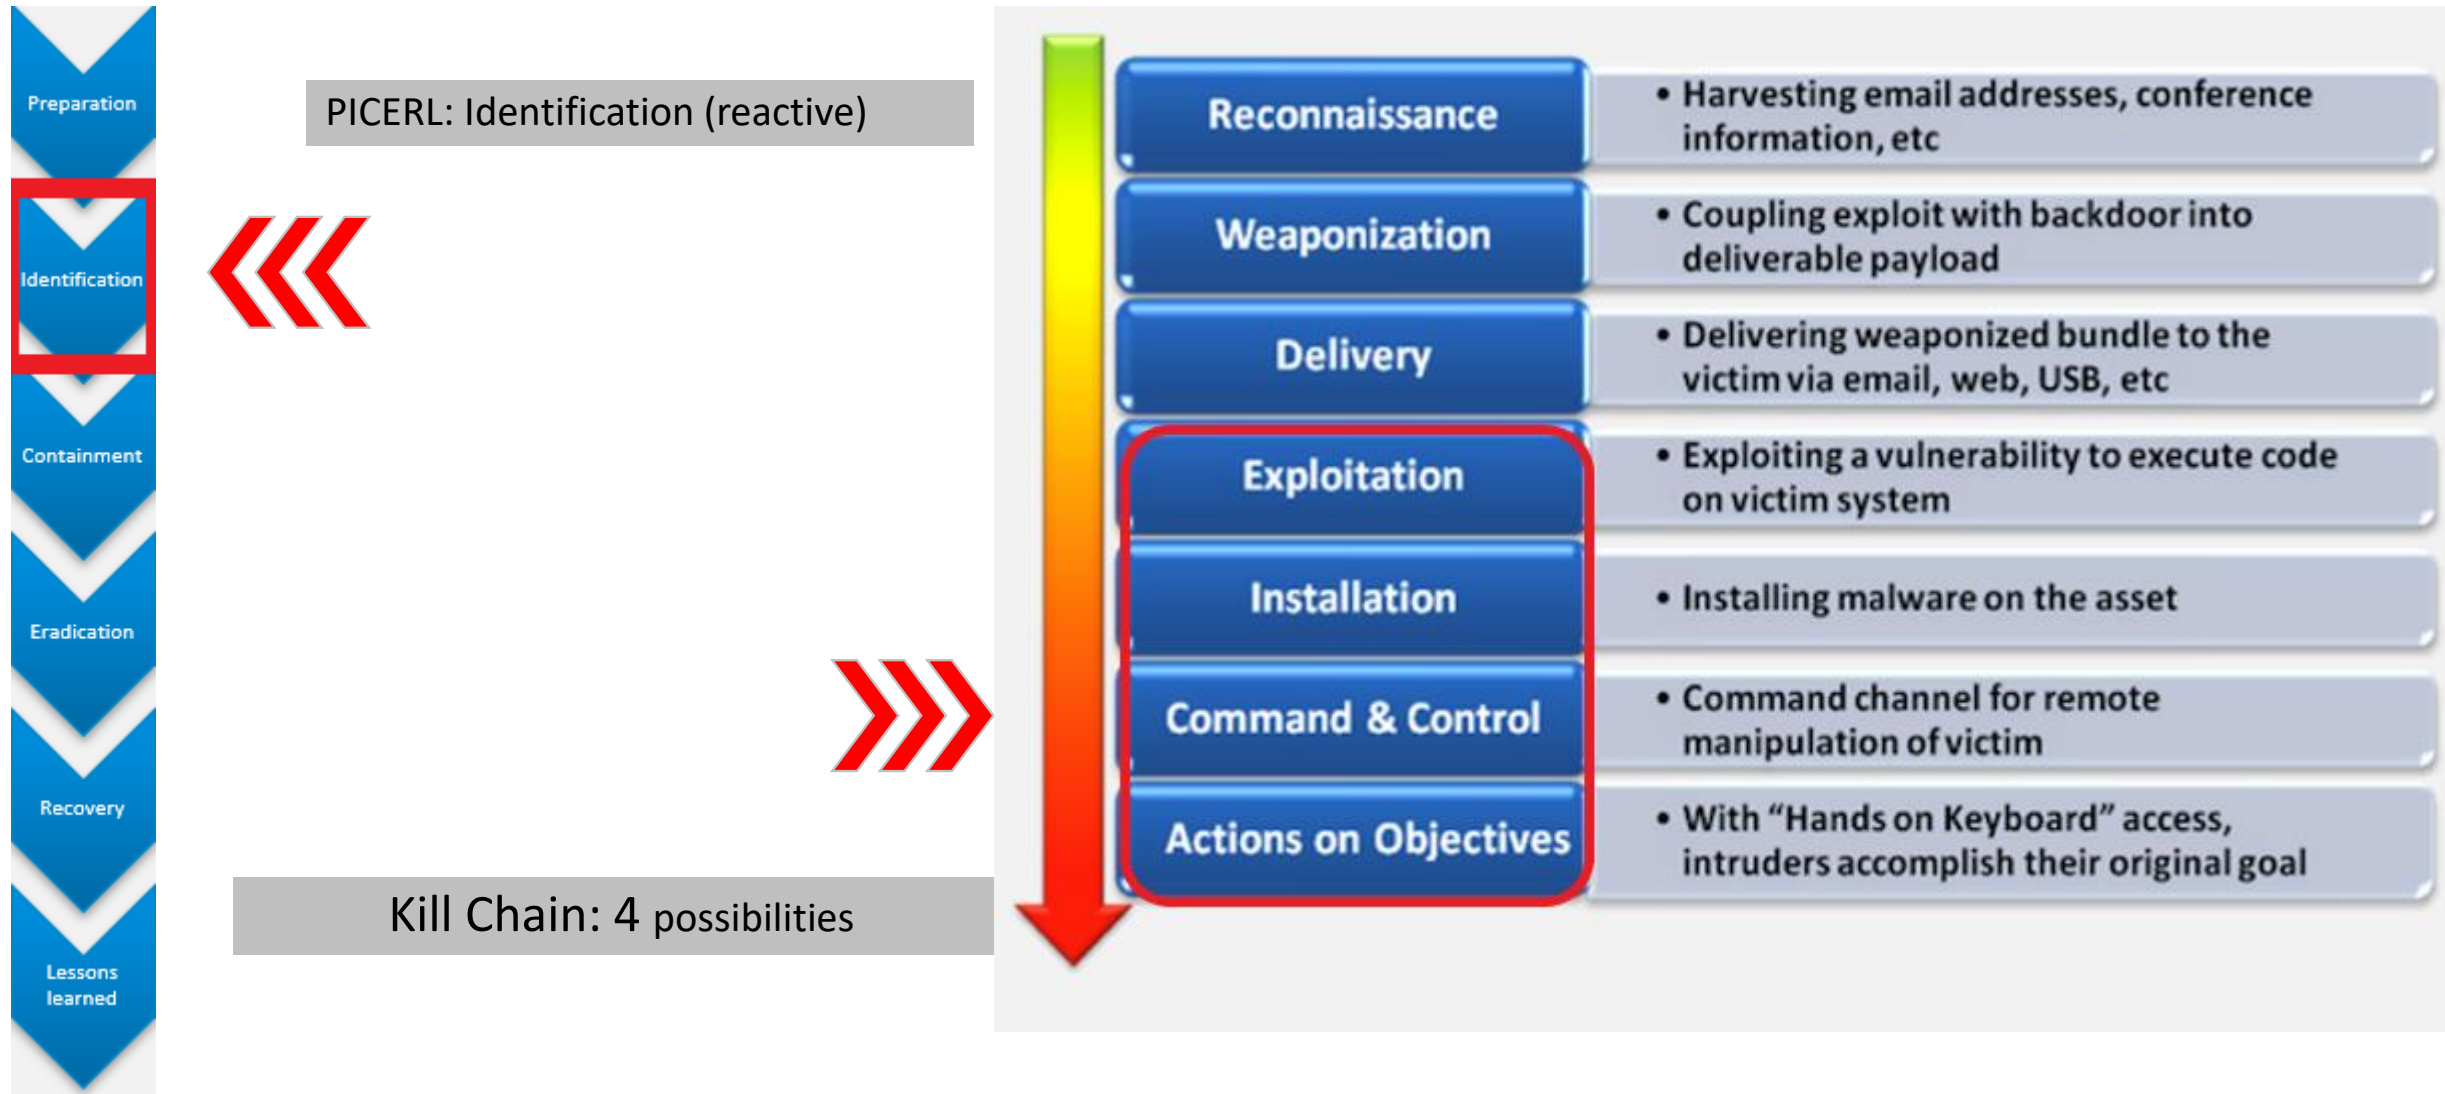 Preparation
Identification
Containment
Eradication
Recovery
Lessons
learned
PICERL: Identification (reactive)
Kill Chain: 4 possibilities
Reconnaissance
• Harvesting email addresses, conference
information, etc
Weaponization
• Coupling exploit with backdoor into
deliverable payload
Delivery
• Delivering weaponized bundle to the
victim via email, web, USB, etc
Exploitation
• Exploiting a vulnerability to execute code
on victim system
Installation
• Installing malware on the asset
Command & Control
• Command channel for remote
manipulation of victim
Actions on Objectives
• With “Hands on Keyboard” access,
intruders accomplish their original goal